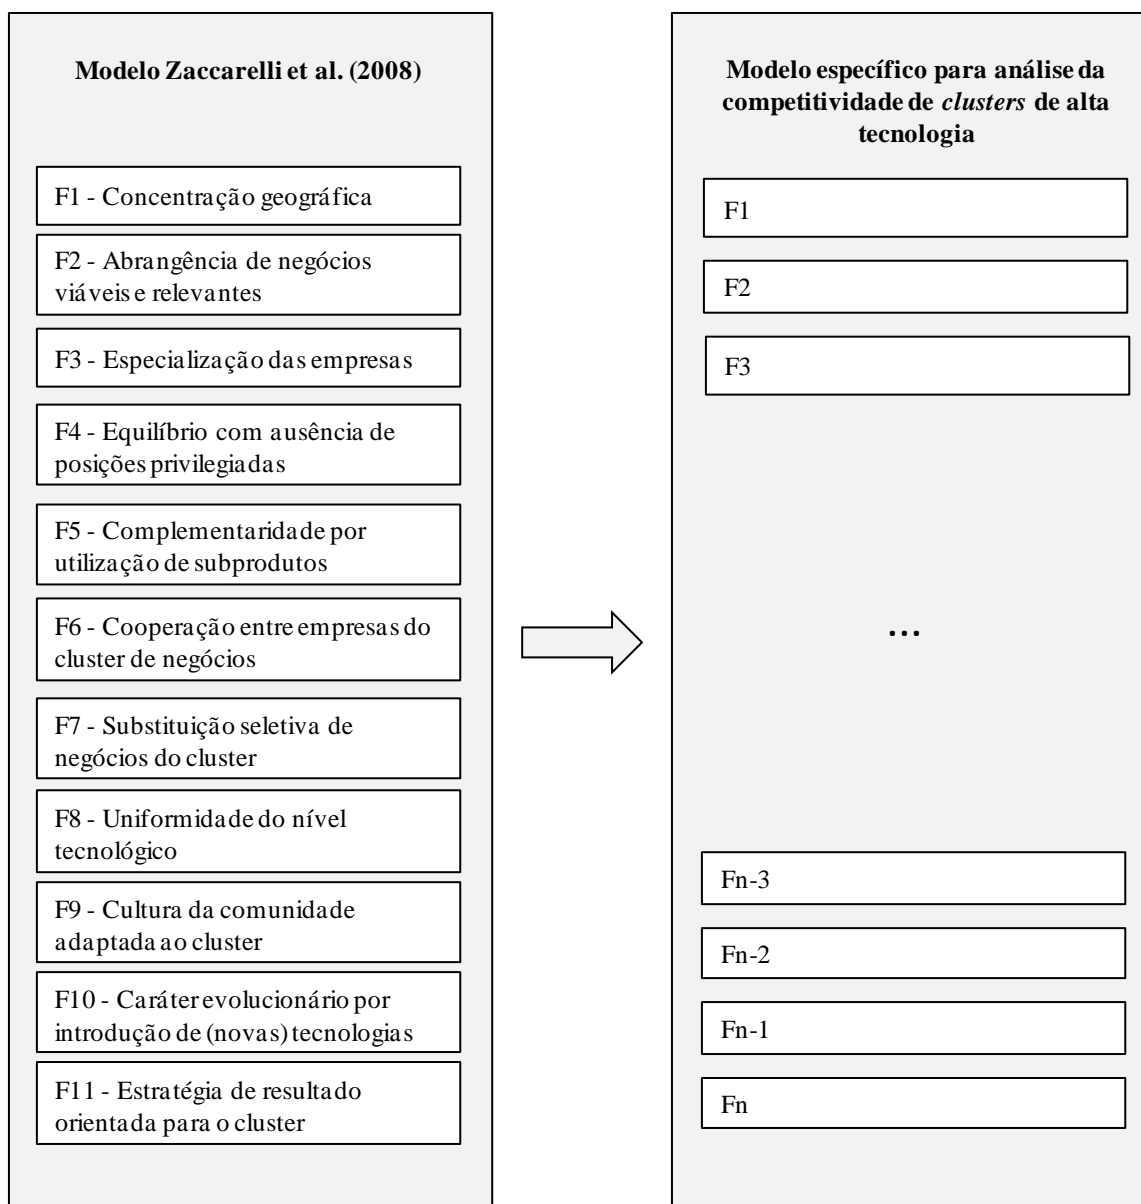 Modelo Zaccarelli et al. (2008)
F1 - Concentração geográfica
F2 - Abrangência de negócios
viáveis e relevantes
F3 - Especialização das empresas
F4 - Equilíbrio com ausência de
posições privilegiadas
F5 - Complementaridade por
utilização de subprodutos
F6 - Cooperação entre empresas do
cluster de negócios
F7 - Substituição seletiva de
negócios do cluster
F8 - Uniformidade do nível
tecnológico
F9 - Cultura da comunidade
adaptada ao cluster
F10 - Caráter evolucionário por
introdução de (novas) tecnologias
F11 - Estratégia de resultado
orientada para o cluster
Modelo específico para análise da
competitividade de clusters de alta
tecnologia
F1
F2
F3
...
Fn-3
Fn-2
Fn-1
Fn